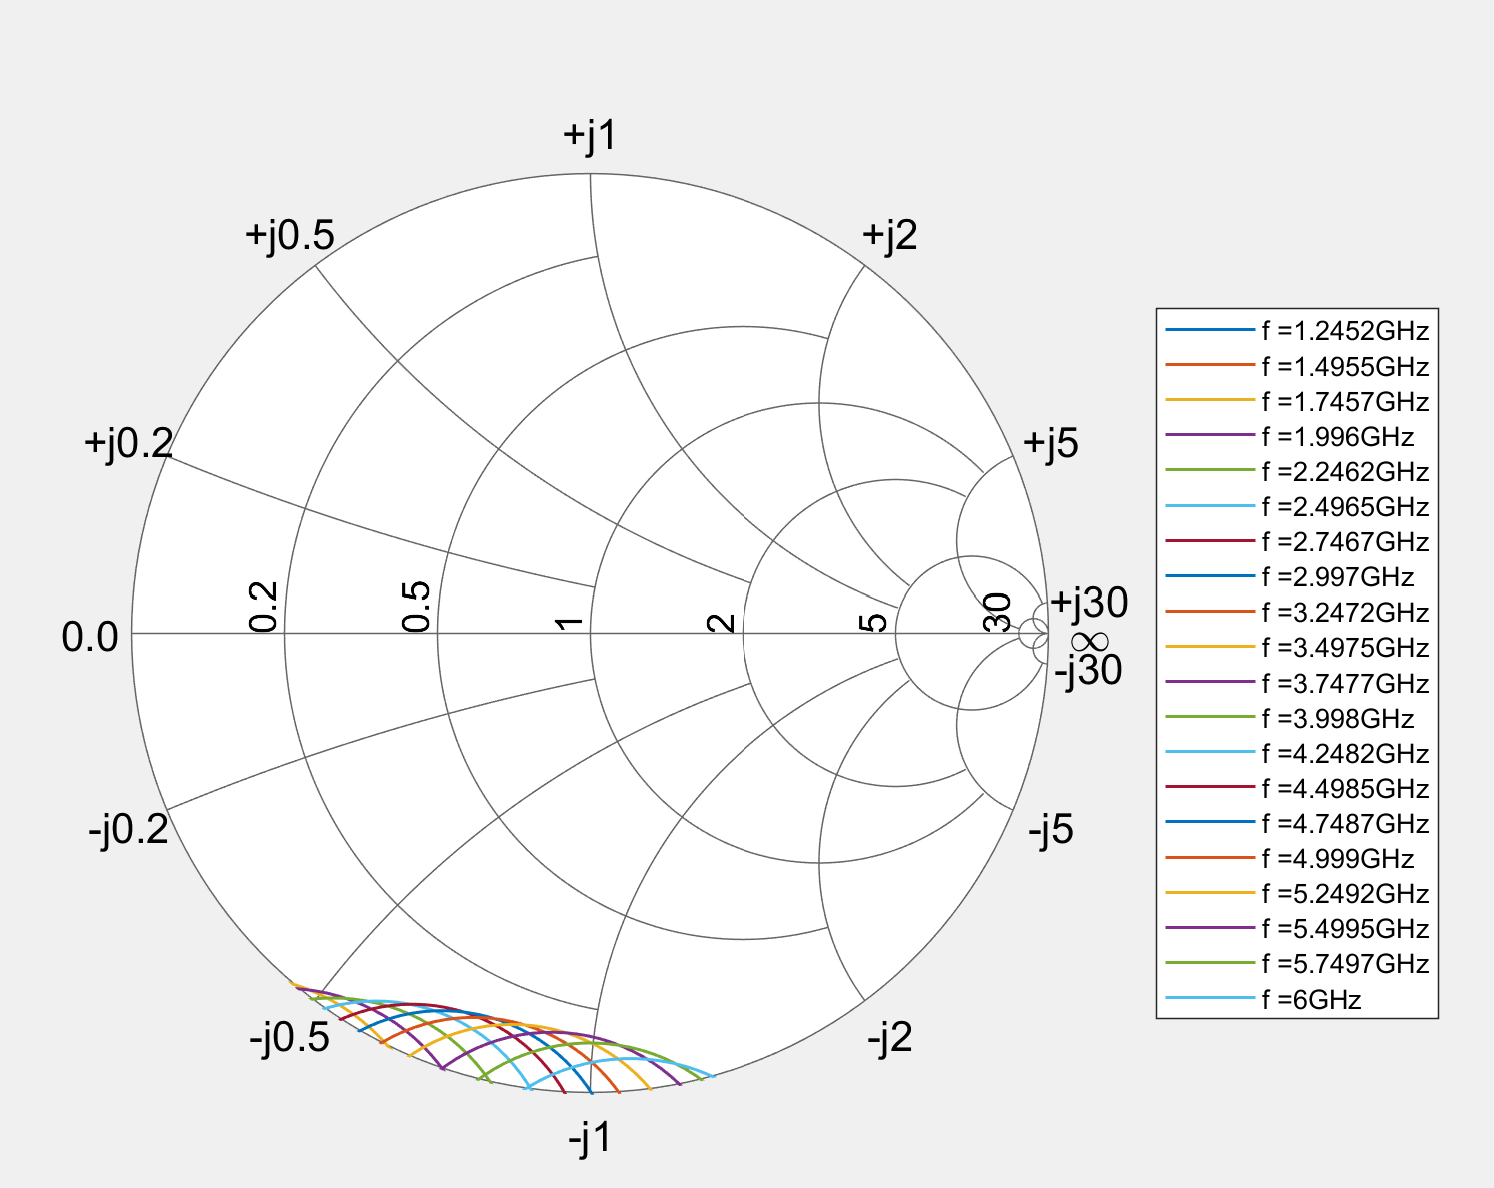 +j1
+j0.5
+j2
+j0.2
+j5
0.0
0.2
0.5
1
2
5
30
+j30
∞
-j30
-j0.2
-j5
-j0.5
-j2
-j1
f =1.2452GHz
f =1.4955GHz
f =1.7457GHz
f =1.996GHz
f =2.2462GHz
f =2.4965GHz
f =2.7467GHz
f =2.997GHz
f =3.2472GHz
f =3.4975GHz
f =3.7477GHz
f =3.998GHz
f =4.2482GHz
f =4.4985GHz
f =4.7487GHz
f =4.999GHz
f =5.2492GHz
f =5.4995GHz
f =5.7497GHz
f =6GHz